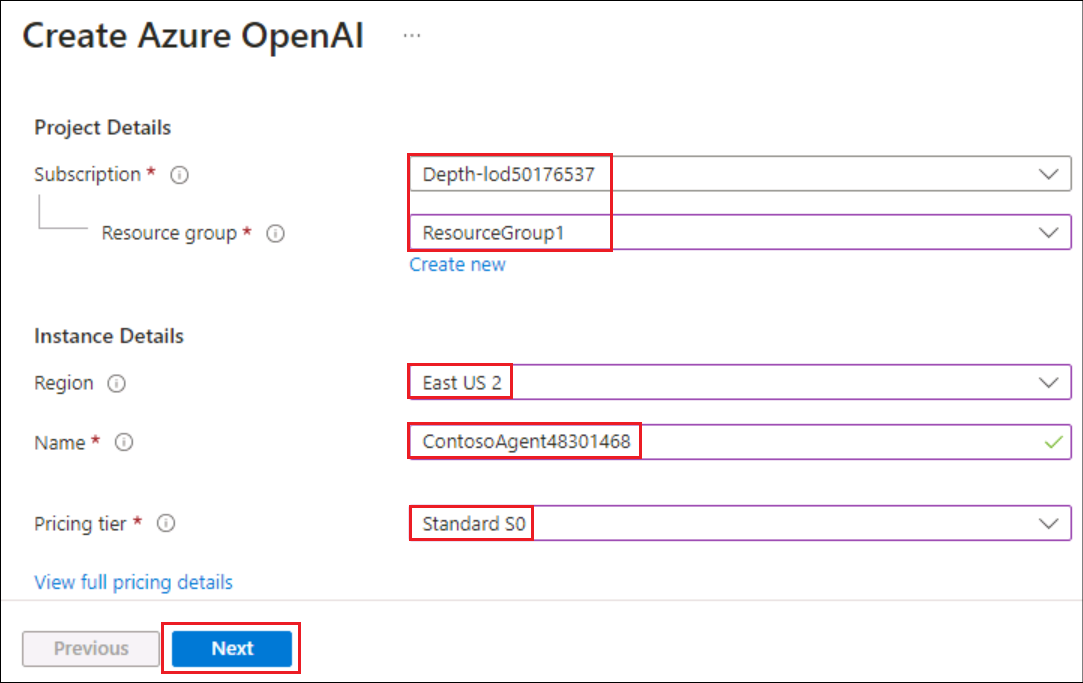 Create Azure OpenAI ...
Project Details
Subscription *
Depth-lod50176537
Resource group *
ResourceGroup1
Create new
Instance Details
Region
East US 2
Name *
ContosoAgent48301468
Pricing tier *
Standard S0
View full pricing details
Previous
Next